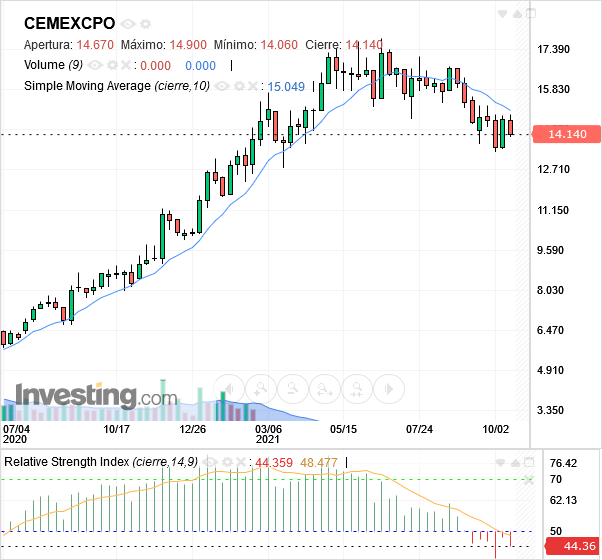 CEMEXCPO
Apertura: 14.670 Máximo: 14.900 Mínimo: 14.060 Cierre: 14.140
Volume (9) : 0.000 0.000
Simple Moving Average (cierre,10) : 15.049
17.390
15.830
14.140
12.710
11.150
9.590
8.030
6.470
4.910
3.350
Investing.com
07/04 10/17 12/26 03/06 05/15 07/24 10/02
2020 2021
Relative Strength Index (cierre,14,9) : 44.359 48.477
76.42
70
62.13
50
44.36